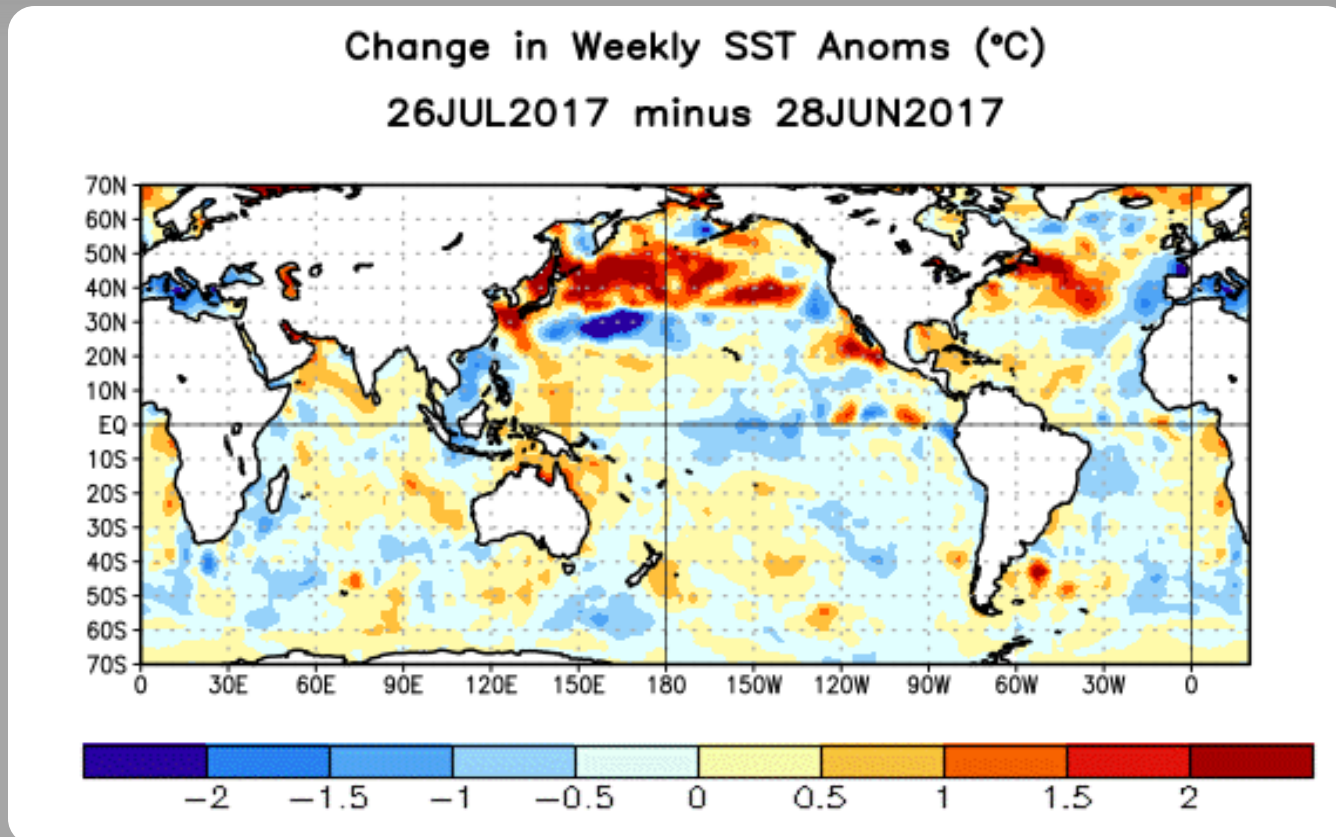 Change in Weekly SST Anoms (°C)
26JUL2017 minus 28JUN2017
70N
60N
50N
40N
30N
20N
10N
EQ
10S
20S
30S
40S
50S
60S
70S
0 30E 60E 90E 120E 150E 180 150W 120W 90W 60W 30W 0
−2 −1.5 −1 −0.5 0 0.5 1 1.5 2